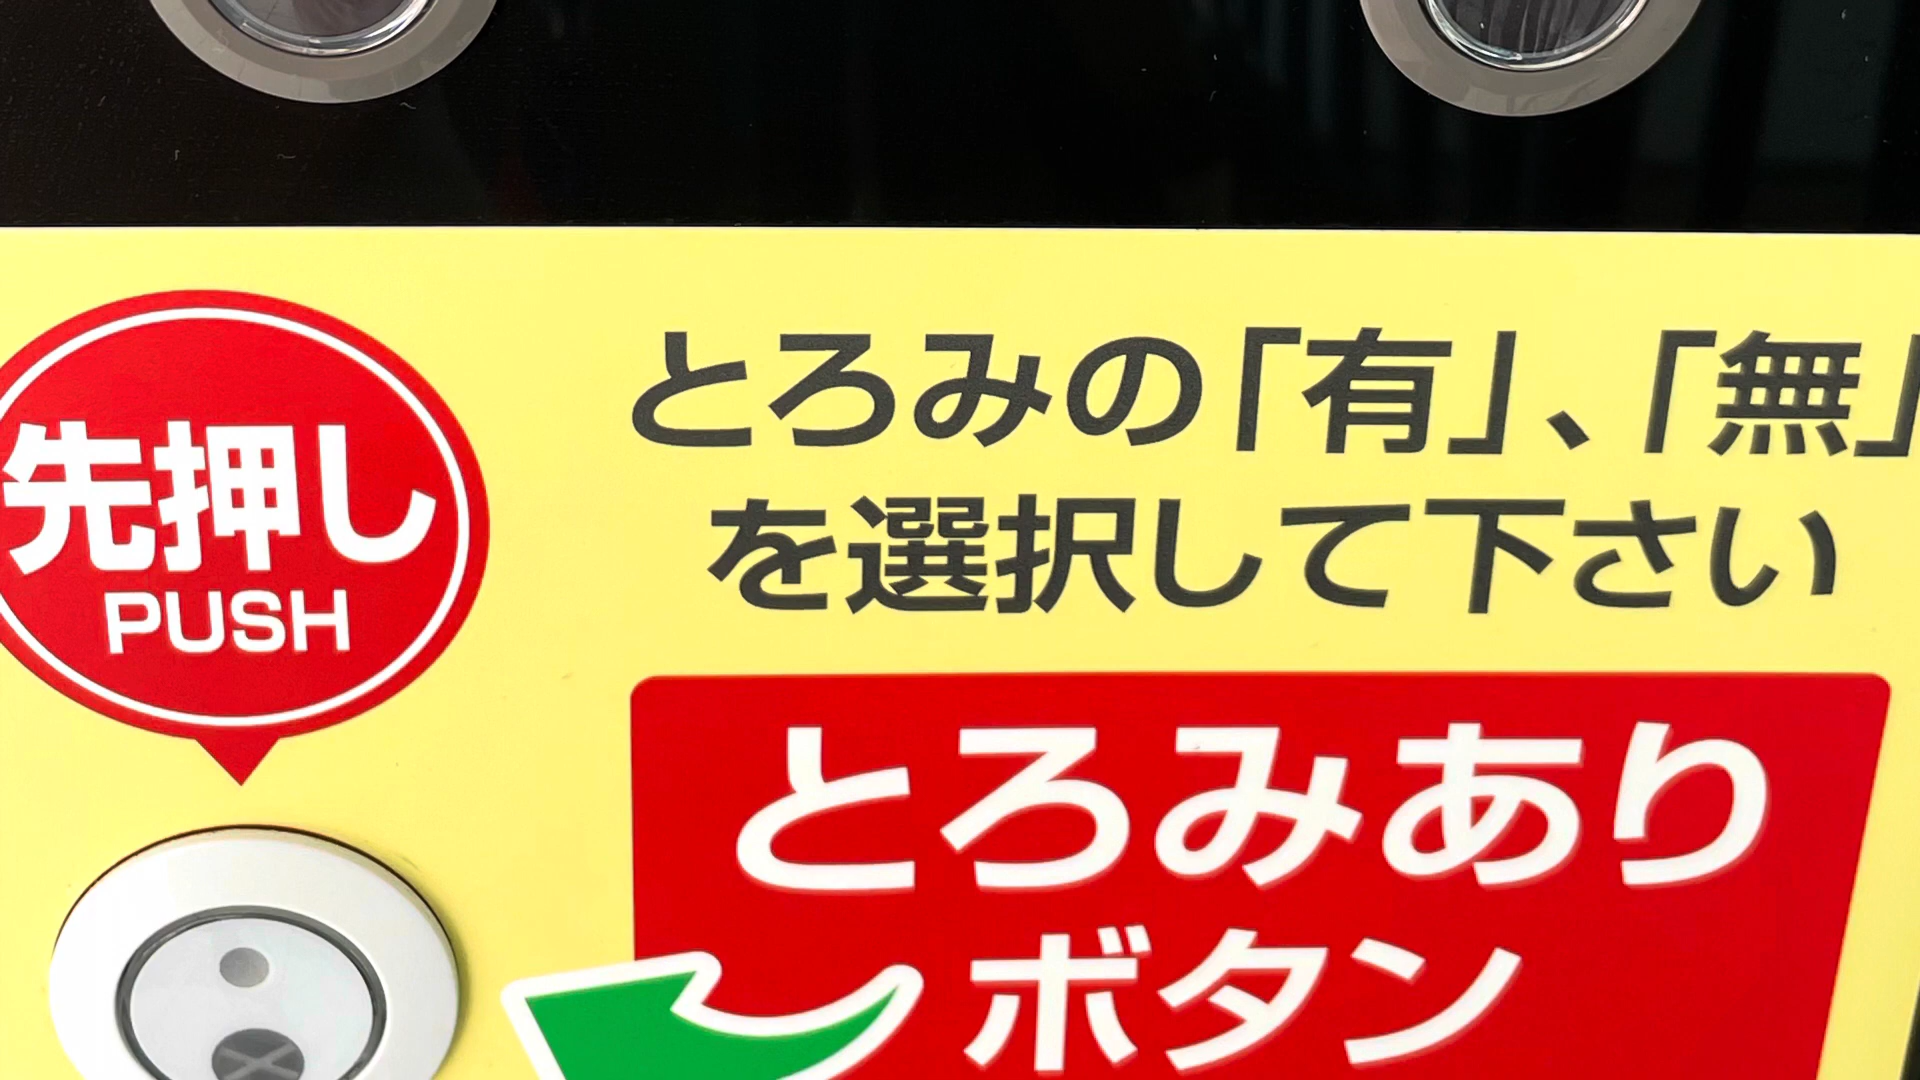 先押し
PUSH
とろみの「有」、「無」
を選択して下さい
とろみあり
ボタン